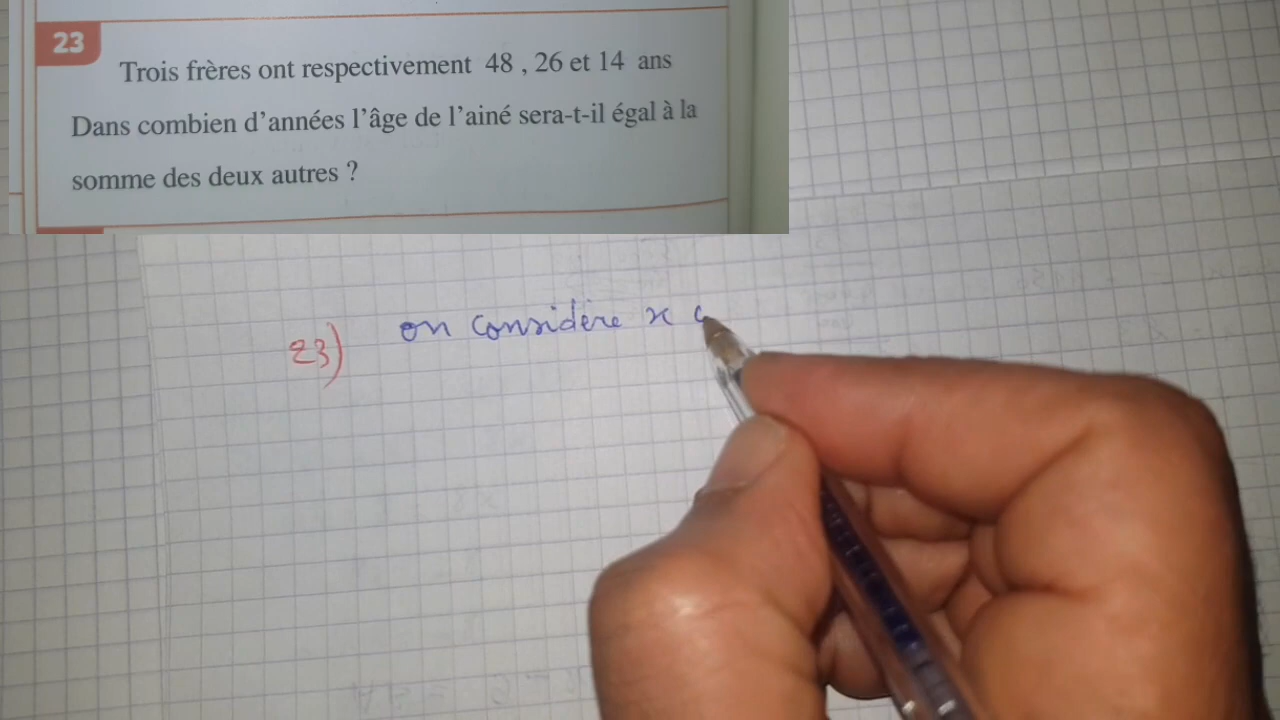 23
Trois frères ont respectivement 48 , 26 et 14 ans
Dans combien d'années l'âge de l'ainé sera-t-il égal à la
somme des deux autres ?
23) on considère x